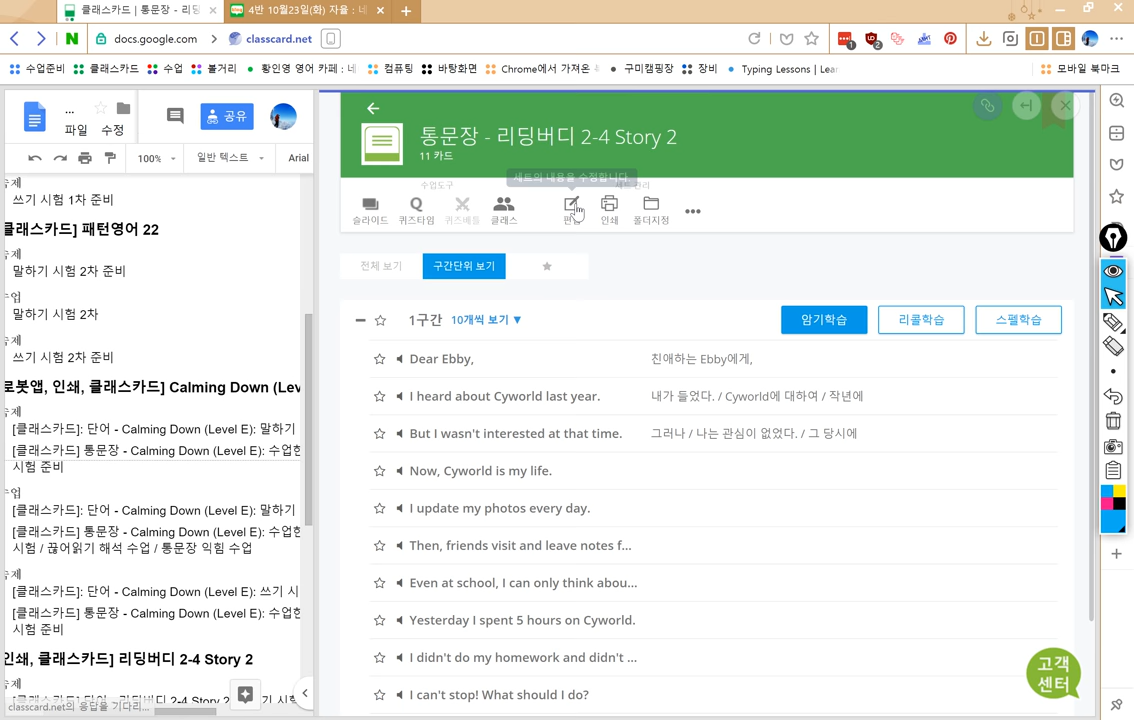 클래스카드 | 통문장 - 리딩
4반 10월23일(화) 자율 : 네
docs.google.com
classcard.net
수업준비
클래스카드
수업
볼거리
황인영 영어 카페 : 네
컴퓨팅
바탕화면
Chrome에서 가져온
구미캠핑장
장비
Typing Lessons | Lear
모바일 북마크
...
파일 수정
공유
100%
일반 텍스트
Arial
쓰기 시험 1차 준비
클래스카드] 패턴영어 22
말하기 시험 2차 준비
말하기 시험 2차
쓰기 시험 2차 준비
로봇앱, 인쇄, 클래스카드] Calming Down (Lev
[클래스카드]: 단어 - Calming Down (Level E): 말하기
[클래스카드] 통문장 - Calming Down (Level E): 수업한
시험 준비
[클래스카드]: 단어 - Calming Down (Level E): 말하기
[클래스카드] 통문장 - Calming Down (Level E): 수업한
시험 / 끊어읽기 해석 수업 / 통문장 익힘 수업
[클래스카드]: 단어 - Calming Down (Level E): 쓰기 시
[클래스카드] 통문장 - Calming Down (Level E): 수업한
시험 준비
인쇄, 클래스카드] 리딩버디 2-4 Story 2
classcard.net의 응답을 기다리...
통문장 - 리딩버디 2-4 Story 2
11 카드
세트의 내용을 수정합니다.
수업도구
슬라이드
퀴즈타임
퀴즈배틀
클래스
인쇄
폴더지정
전체 보기
구간단위 보기
1구간
10개씩 보기 ▼
암기학습
리콜학습
스펠학습
Dear Ebby,
친애하는 Ebby에게,
I heard about Cyworld last year.
내가 들었다. / Cyworld에 대하여 / 작년에
But I wasn't interested at that time.
그러나 / 나는 관심이 없었다. / 그 당시에
Now, Cyworld is my life.
I update my photos every day.
Then, friends visit and leave notes f...
Even at school, I can only think abou...
Yesterday I spent 5 hours on Cyworld.
I didn't do my homework and didn't ...
I can't stop! What should I do?
고객
센터